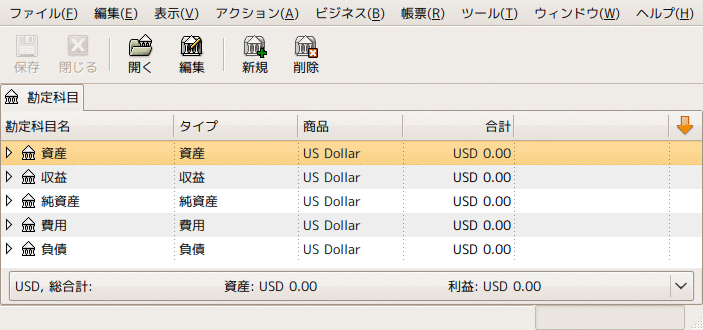 ファイル(F) 編集(E) 表示(V) アクション(A) ビジネス(B) 帳票(R) ツール(T) ウィンドウ(W) ヘルプ(H)
保存 閉じる 開く 編集 新規 削除
勘定科目
勘定科目名 タイプ 商品 合計
資産 資産 US Dollar USD 0.00
収益 収益 US Dollar USD 0.00
純資産 純資産 US Dollar USD 0.00
費用 費用 US Dollar USD 0.00
負債 負債 US Dollar USD 0.00
USD, 総合計: 資産: USD 0.00 利益: USD 0.00